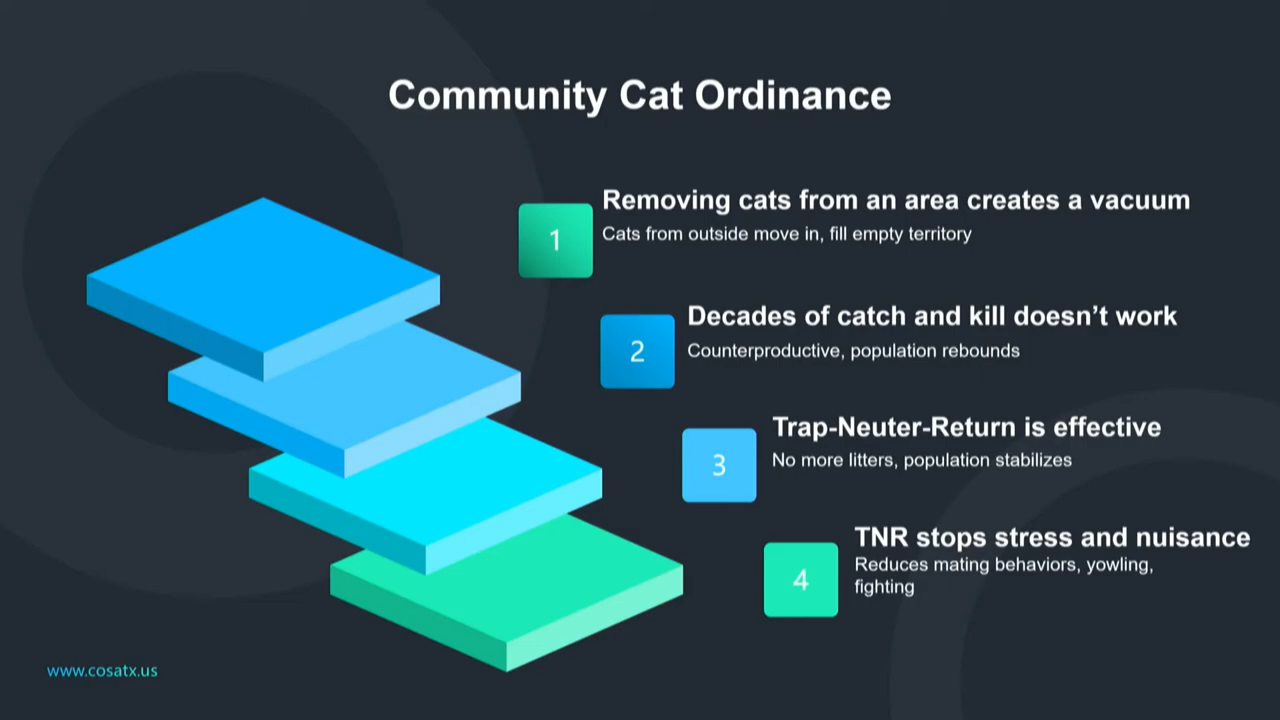 Community Cat Ordinance
1
Removing cats from an area creates a vacuum
Cats from outside move in, fill empty territory
2
Decades of catch and kill doesn’t work
Counterproductive, population rebounds
3
Trap-Neuter-Return is effective
No more litters, population stabilizes
4
TNR stops stress and nuisance
Reduces mating behaviors, yowling,
fighting
www.cosatx.us